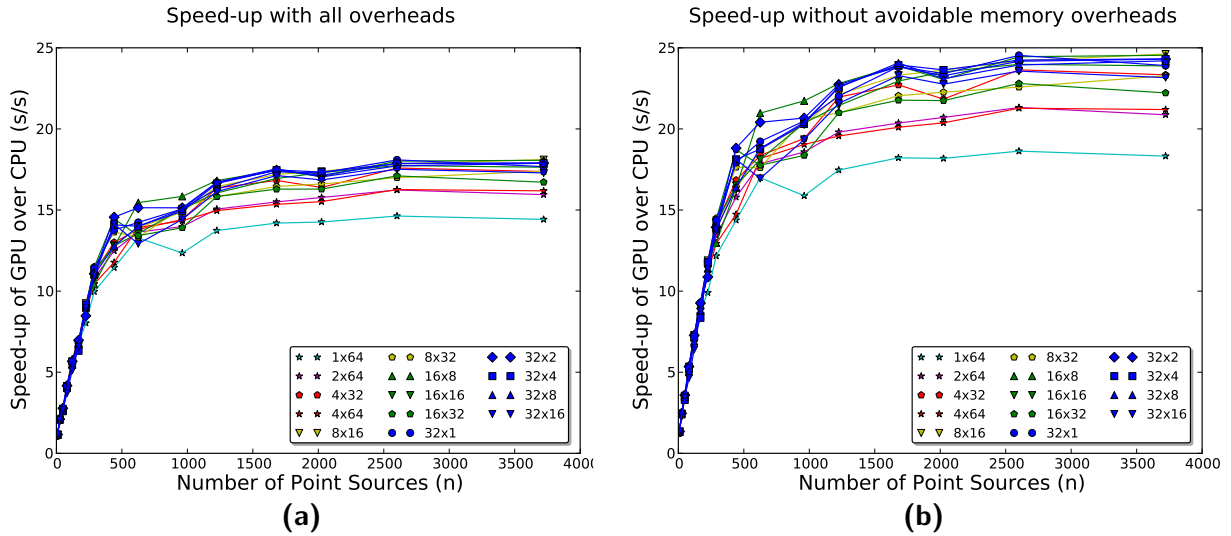 Speed-up with all overheads
Speed-up of GPU over CPU (s/s)
25
20
15
10
5
0
0 500 1000 1500 2000 2500 3000 3500 4000
Number of Point Sources (n)
1x64
2x64
4x32
4x64
8x16
8x32
16x8
16x16
16x32
32x1
32x2
32x4
32x8
32x16
(a)
Speed-up without avoidable memory overheads
Speed-up of GPU over CPU (s/s)
25
20
15
10
5
0
0 500 1000 1500 2000 2500 3000 3500 4000
Number of Point Sources (n)
1x64
2x64
4x32
4x64
8x16
8x32
16x8
16x16
16x32
32x1
32x2
32x4
32x8
32x16
(b)